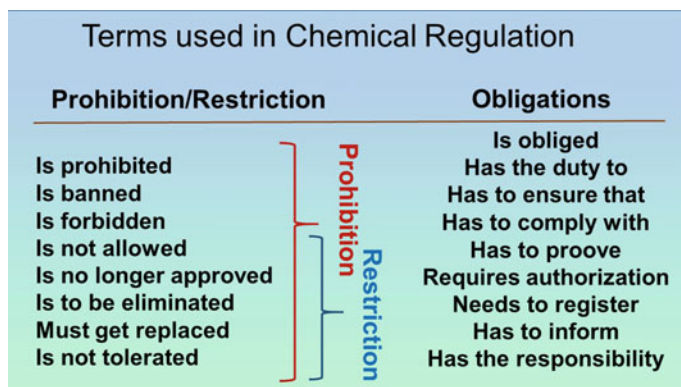 Terms used in Chemical Regulation
Prohibition/Restriction
Obligations
Is prohibited
Is banned
Is forbidden
Is not allowed
Is no longer approved
Is to be eliminated
Must get replaced
Is not tolerated
Prohibition
Restriction
Is obliged
Has the duty to
Has to ensure that
Has to comply with
Has to proove
Requires authorization
Needs to register
Has to inform
Has the responsibility